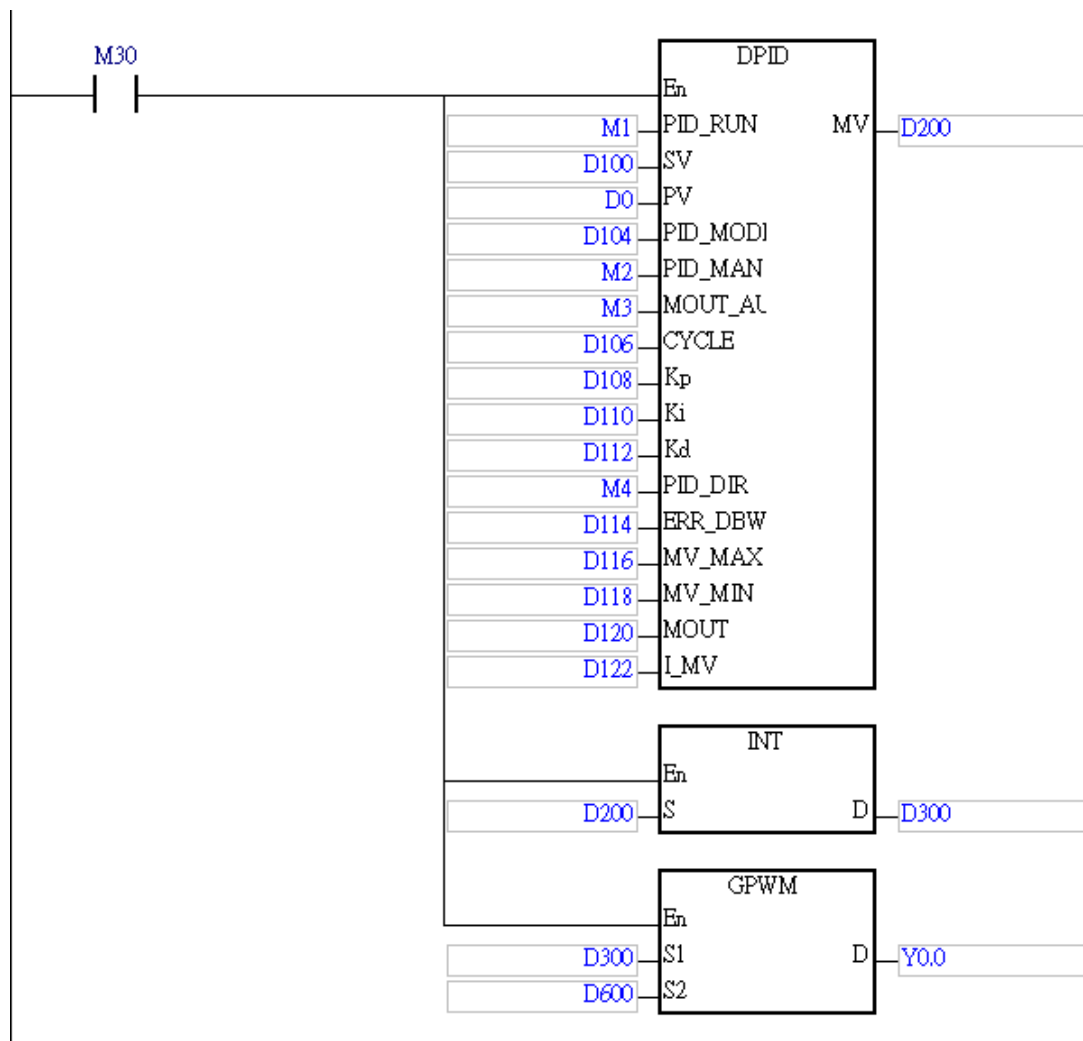 M30
DPID
En
M1 PID_RUN MV D200
D100 SV
D0 PV
D104 PID_MOD
M2 PID_MAN
M3 MOUT_AU
D106 CYCLE
D108 Kp
D110 Ki
D112 Kd
M4 PID_DIR
D114 ERR_DBW
D116 MV_MAX
D118 MV_MIN
D120 MOUT
D122 I_MV
INT
En
D200 S D D300
GPWM
En
D300 S1 D Y0.0
D600 S2